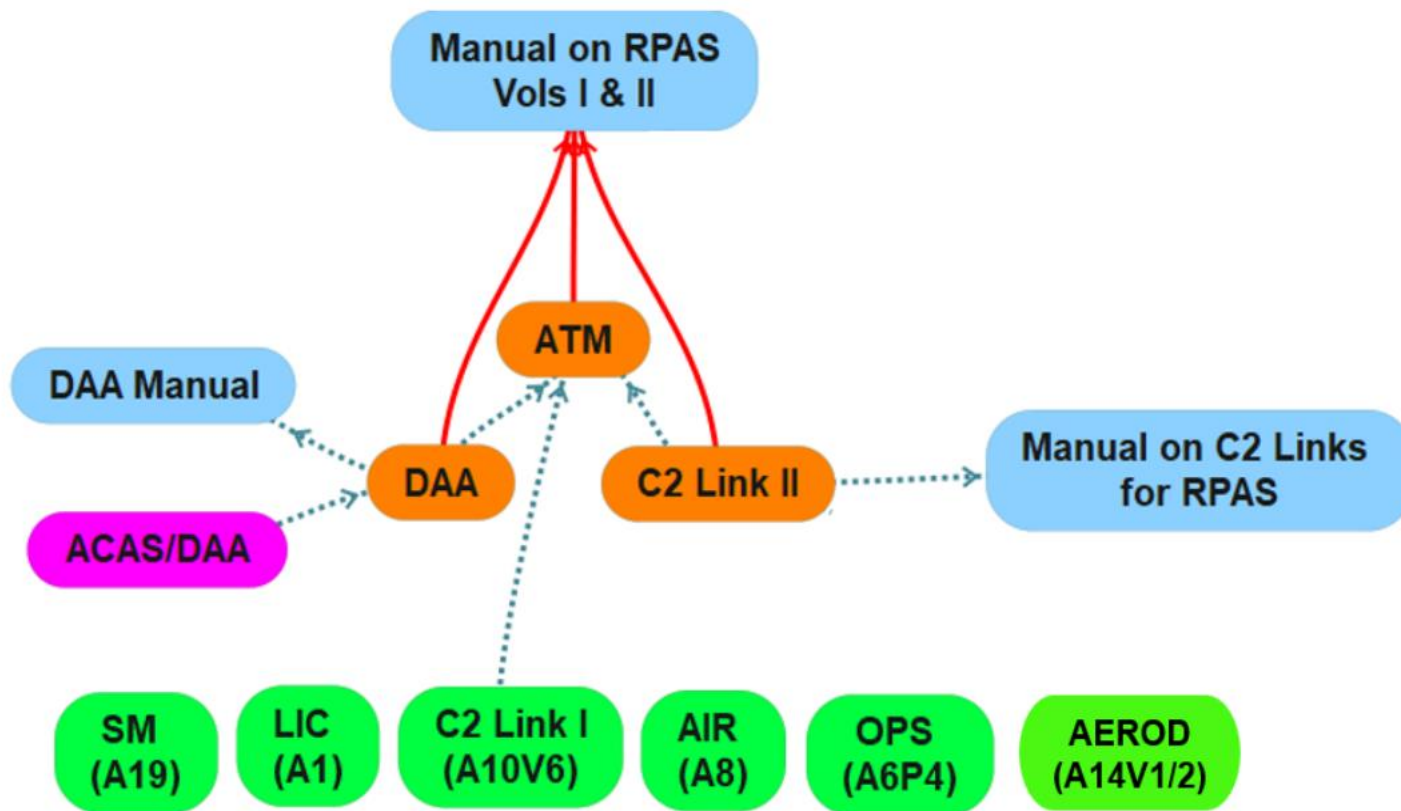 Manual on RPAS
Vols I & II
ATM
DAA Manual
DAA
C2 Link II
Manual on C2 Links
for RPAS
ACAS/DAA
SM
(A19)
LIC
(A1)
C2 Link I
(A10V6)
AIR
(A8)
OPS
(A6P4)
AEROD
(A14V1/2)